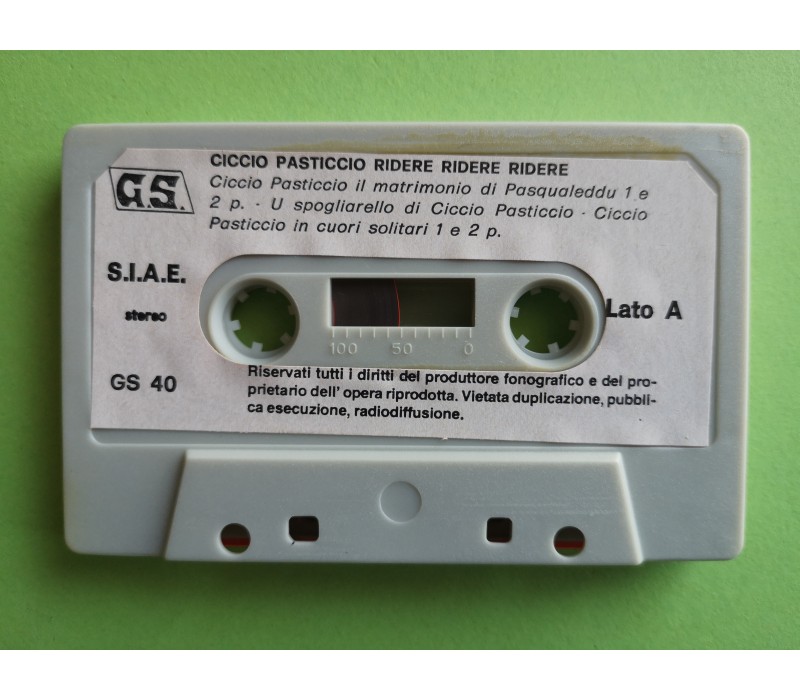 G.S.
CICCIO PASTICCIO RIDERE RIDERE RIDERE
Ciccio Pasticcio il matrimonio di Pasqualeddu 1 e
2 p. - U spogliarello di Ciccio Pasticcio - Ciccio
Pasticcio in cuori solitari 1 e 2 p.
S.I.A.E.
stereo
Lato A
100 50 0
GS 40
Riservati tutti i diritti del produttore fonografico e del pro-
prietario dell' opera riprodotta. Vietata duplicazione, pubbli-
ca esecuzione, radiodiffusione.